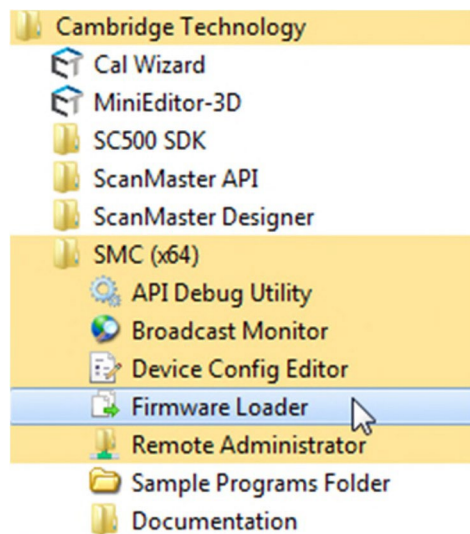 Cambridge Technology
Cal Wizard
MiniEditor-3D
SC500 SDK
ScanMaster API
ScanMaster Designer
SMC (x64)
API Debug Utility
Broadcast Monitor
Device Config Editor
Firmware Loader
Remote Administrator
Sample Programs Folder
Documentation